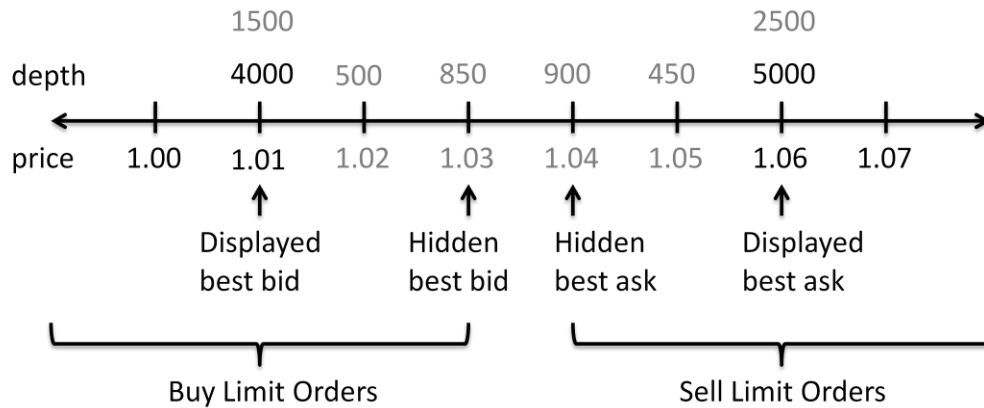 1500 2500
depth 4000 500 850 900 450 5000
price 1.00 1.01 1.02 1.03 1.04 1.05 1.06 1.07
Displayed Hidden Hidden Displayed
best bid best bid best ask best ask
Buy Limit Orders Sell Limit Orders